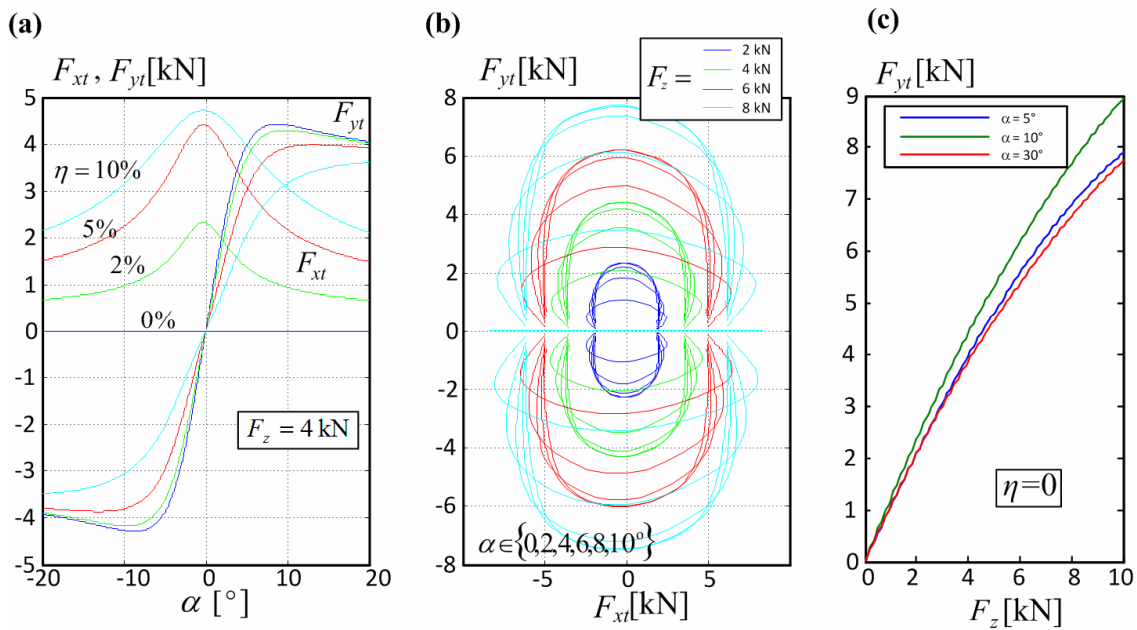 (a)
F_xt , F_yt [kN]
5
4
3
2
1
0
-1
-2
-3
-4
-5
-20
-10
0
10
20
α [°]
F_yt
η = 10%
5%
2%
F_xt
0%
F_z = 4 kN
(b)
F_yt [kN]
F_z =
2 kN
4 kN
6 kN
8 kN
8
6
4
2
0
-2
-4
-6
-8
-5
0
5
α∈{0,2,4,6,8,10°}
F_xt [kN]
(c)
F_yt [kN]
9
8
7
6
5
4
3
2
1
0
α = 5°
α = 10°
α = 30°
η=0
0
2
4
6
8
10
F_z [kN]